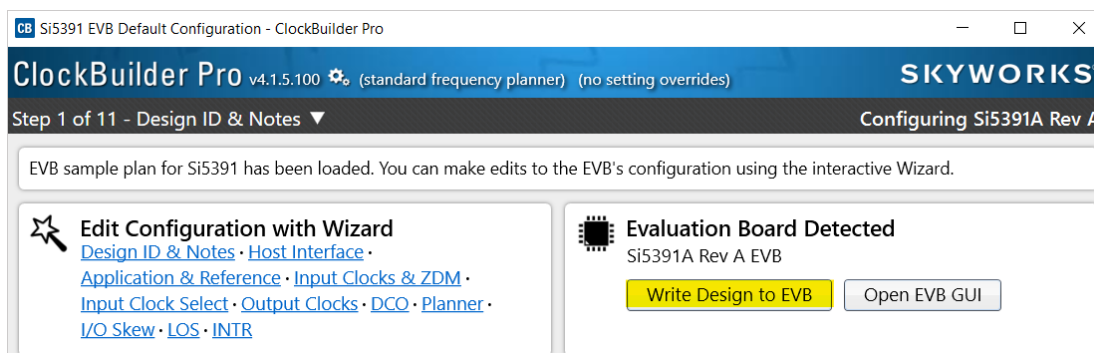 CB Si5391 EVB Default Configuration - ClockBuilder Pro
ClockBuilder Pro v4.1.5.100 (standard frequency planner) (no setting overrides) SKYWORKS
Step 1 of 11 - Design ID & Notes ▼ Configuring Si5391A Rev A
EVB sample plan for Si5391 has been loaded. You can make edits to the EVB's configuration using the interactive Wizard.
Edit Configuration with Wizard
Design ID & Notes · Host Interface ·
Application & Reference · Input Clocks & ZDM ·
Input Clock Select · Output Clocks · DCO · Planner ·
I/O Skew · LOS · INTR
Evaluation Board Detected
Si5391A Rev A EVB
Write Design to EVB Open EVB GUI